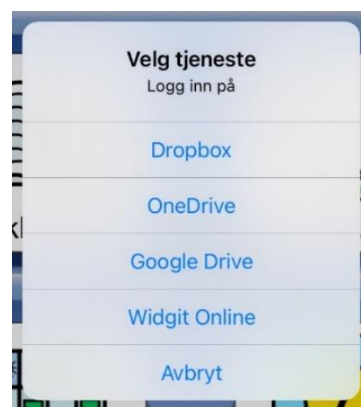 Velg tjeneste
Logg inn på
Dropbox
OneDrive
Google Drive
Widgit Online
Avbryt